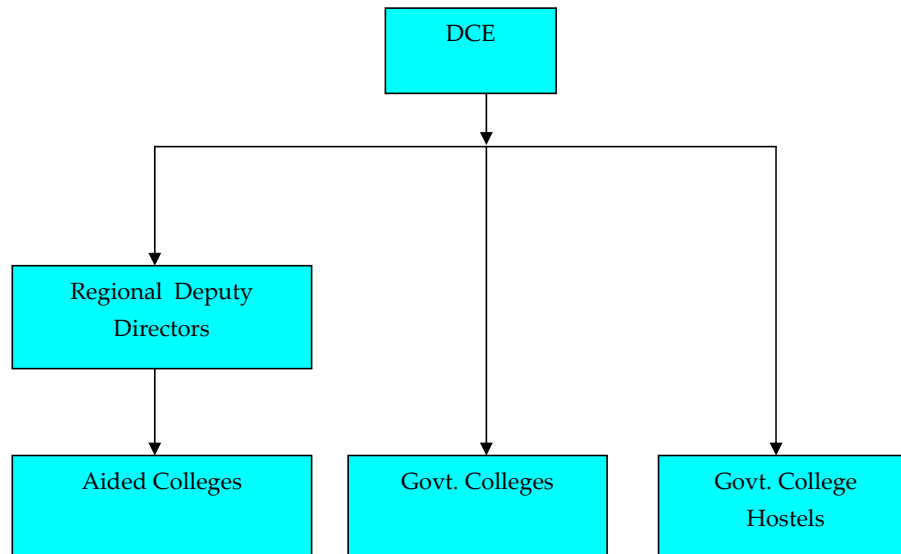 DCE
Regional Deputy
Directors
Aided Colleges
Govt. Colleges
Govt. College
Hostels